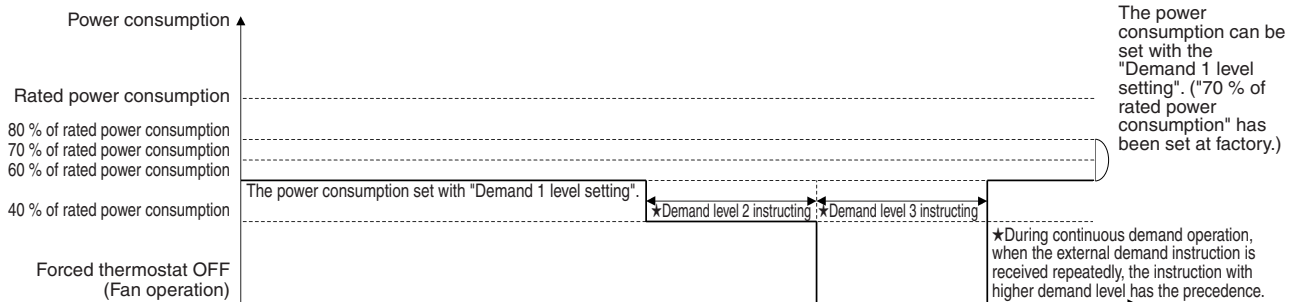 Power consumption
The power
consumption can be
set with the
"Demand 1 level
setting". ("70 % of
rated power
consumption" has
been set at factory.)
Rated power consumption
80 % of rated power consumption
70 % of rated power consumption
60 % of rated power consumption
The power consumption set with "Demand 1 level setting".
40 % of rated power consumption
★Demand level 2 instructing
★Demand level 3 instructing
★During continuous demand operation,
when the external demand instruction is
received repeatedly, the instruction with
higher demand level has the precedence.
Forced thermostat OFF
(Fan operation)